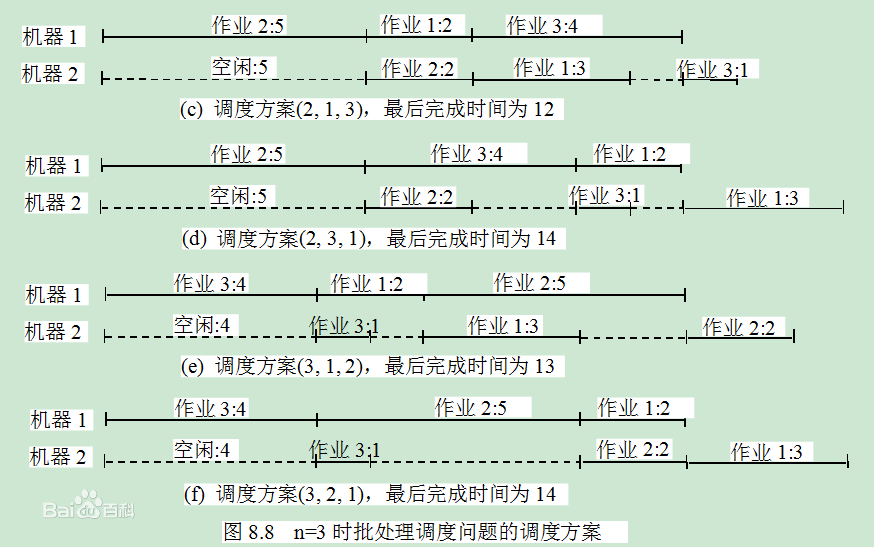 作业 2:5 作业 1:2 作业 3:4
机器 1
机器 2 空闲:5 作业 2:2 作业 1:3 作业 3:1
(c) 调度方案(2, 1, 3)，最后完成时间为 12
作业 2:5 作业 3:4 作业 1:2
机器 1
机器 2 空闲:5 作业 2:2 作业 3:1 作业 1:3
(d) 调度方案(2, 3, 1)，最后完成时间为 14
作业 3:4 作业 1:2 作业 2:5
机器 1
机器 2 空闲:4 作业 3:1 作业 1:3 作业 2:2
(e) 调度方案(3, 1, 2)，最后完成时间为 13
作业 3:4 作业 2:5 作业 1:2
机器 1
机器 2 空闲:4 作业 3:1 作业 2:2 作业 1:3
(f) 调度方案(3, 2, 1)，最后完成时间为 14
Bai百科
图 8.8 n=3 时批处理调度问题的调度方案